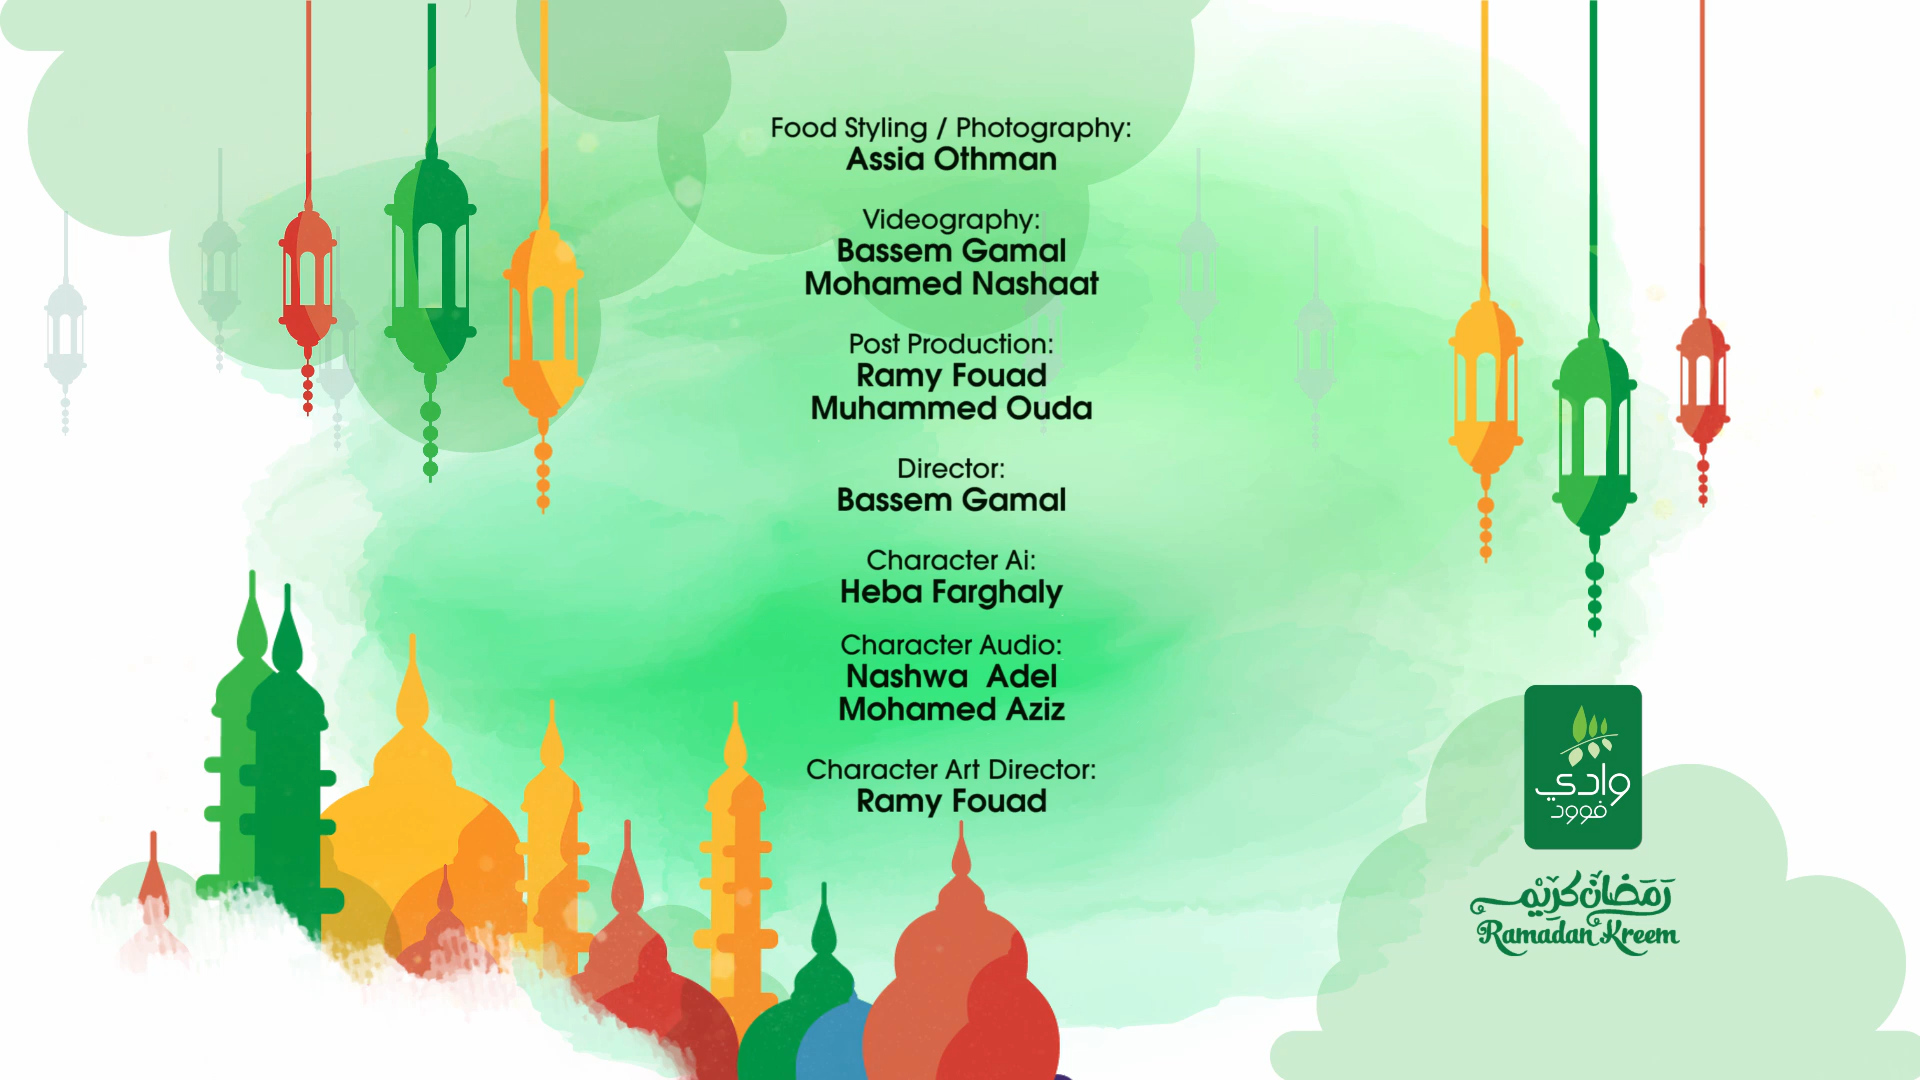 Food Styling / Photography:
Assia Othman
Videography:
Bassem Gamal
Mohamed Nashaat
Post Production:
Ramy Fouad
Muhammed Ouda
Director:
Bassem Gamal
Character Ai:
Heba Farghaly
Character Audio:
Nashwa  Adel
Mohamed Aziz
Character Art Director:
Ramy Fouad
وادي
فوود
رَمَضَان كَرِيْم
Ramadan Kreem